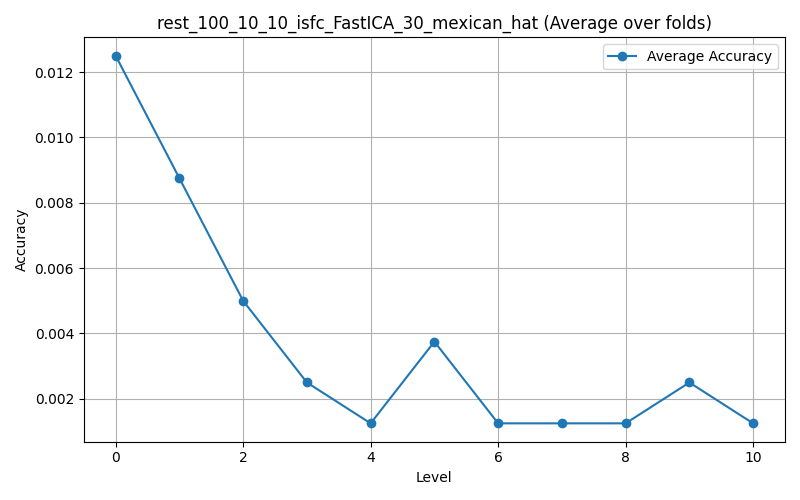 rest_100_10_10_isfc_FastICA_30_mexican_hat (Average over folds)
Average Accuracy
0.012
0.010
0.008
0.006
0.004
0.002
Accuracy
0 2 4 6 8 10
Level